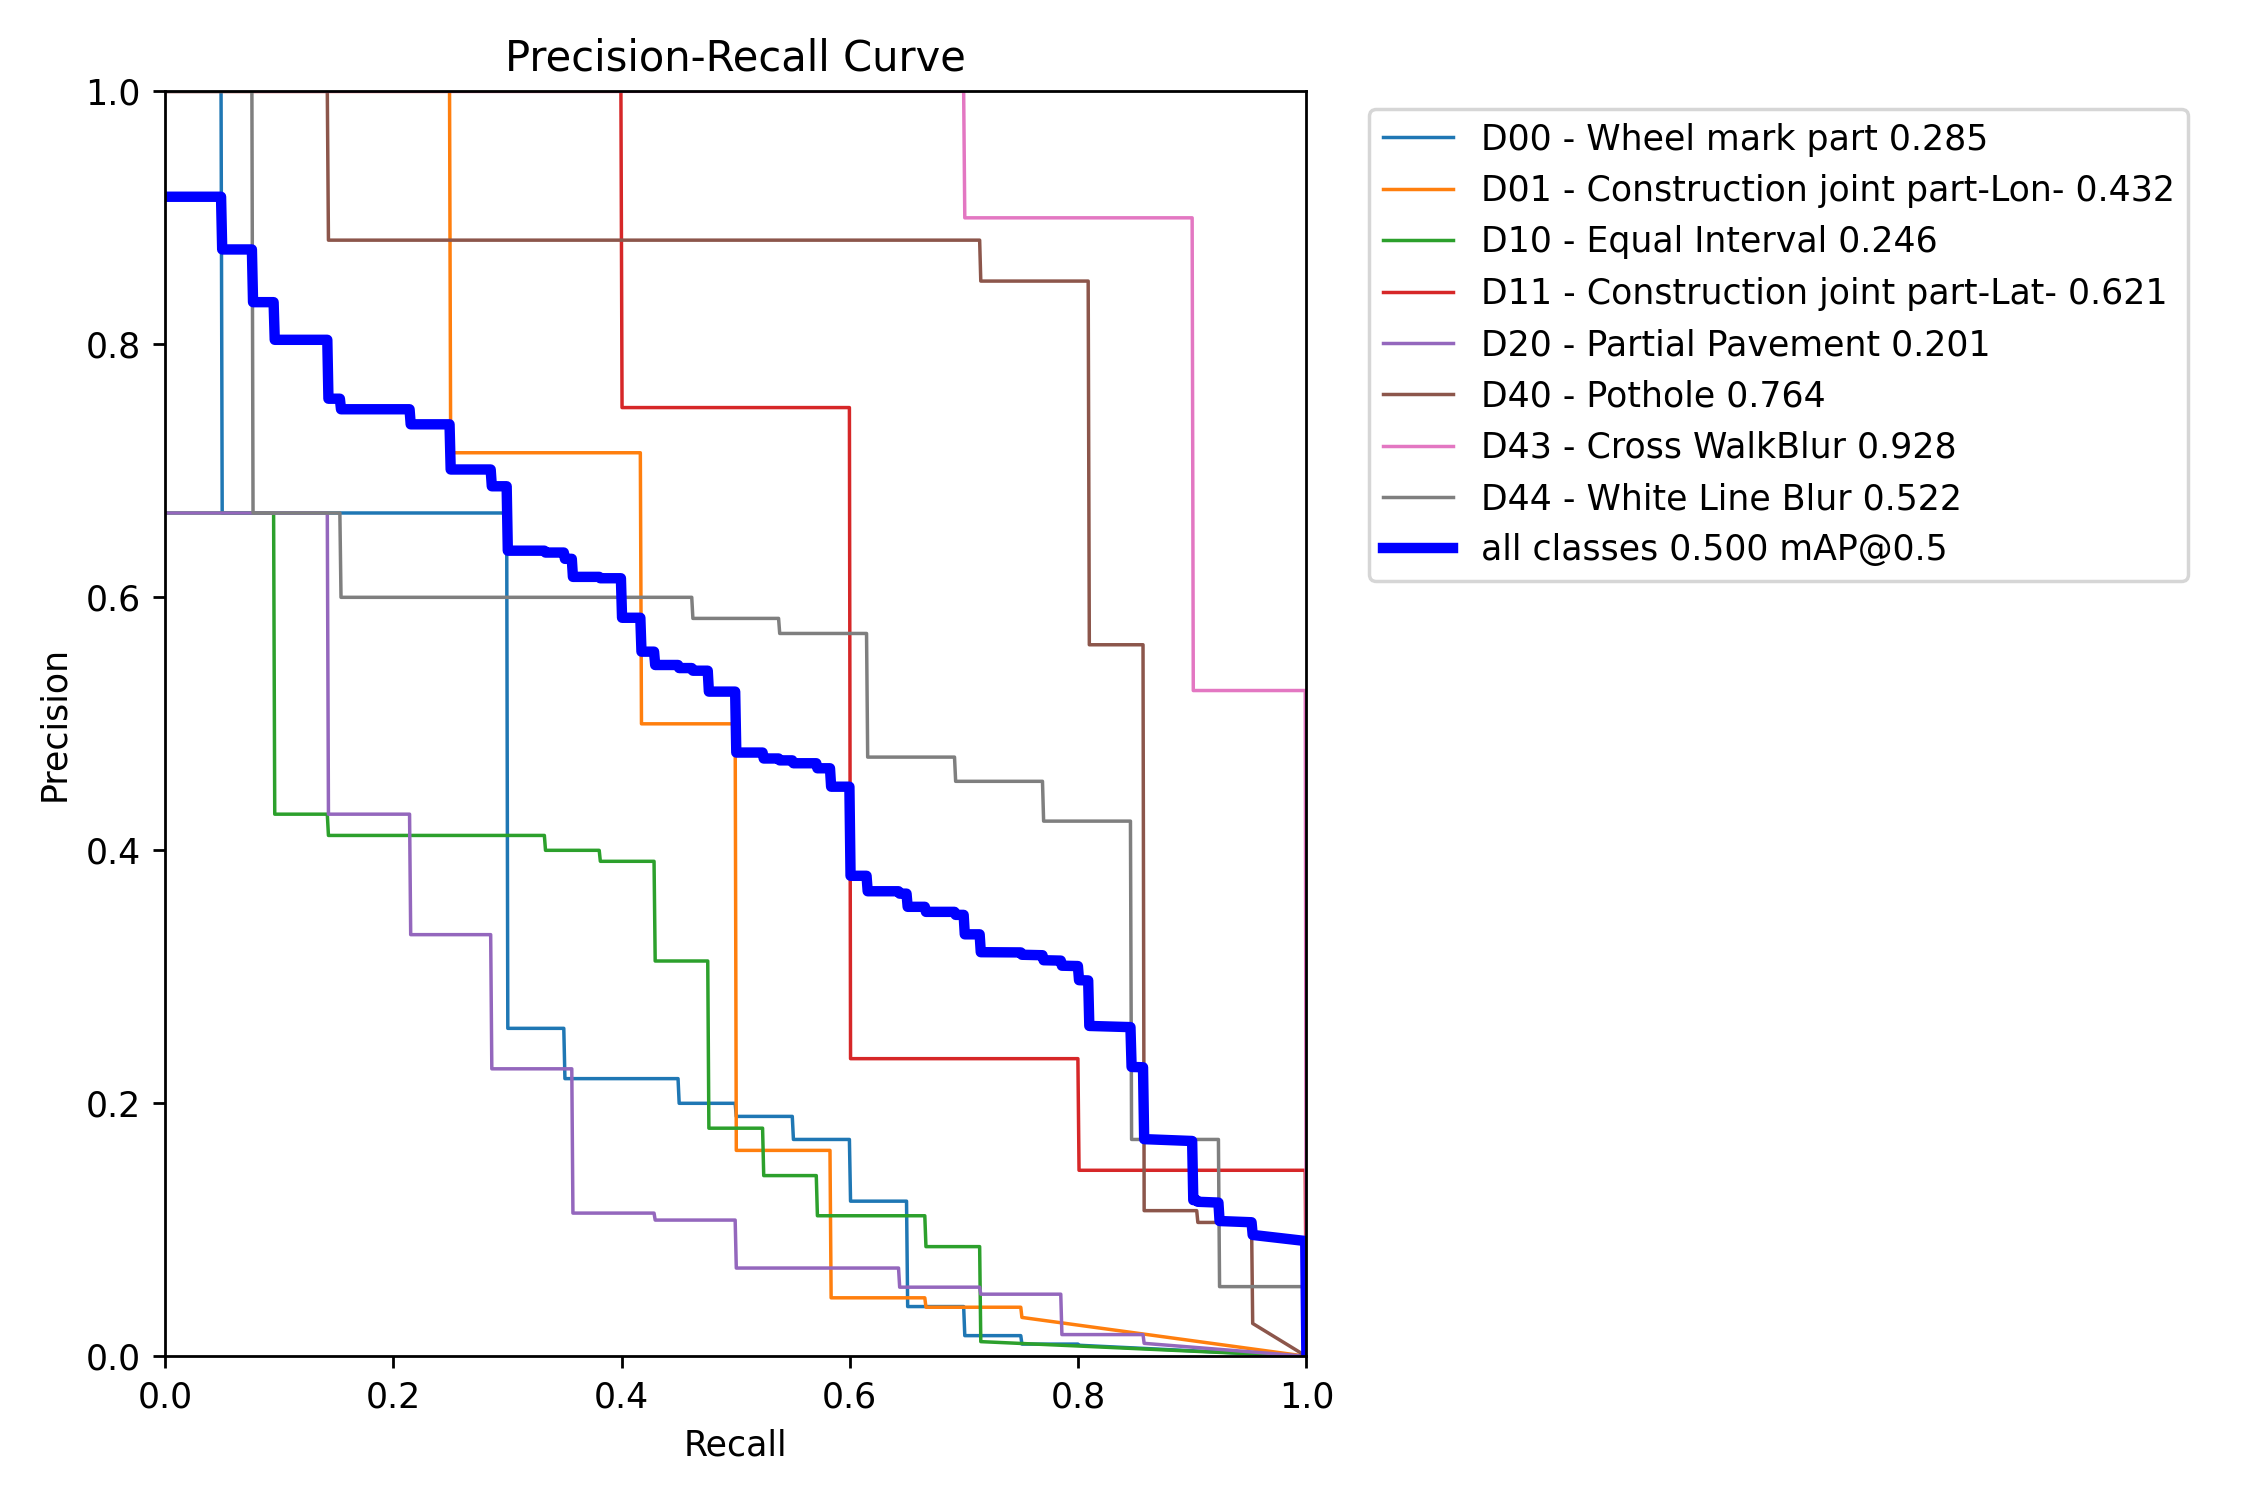 Precision-Recall Curve
1.0
0.8
0.6
0.4
0.2
0.0
Precision
0.0 0.2 0.4 0.6 0.8 1.0
Recall
D00 - Wheel mark part 0.285
D01 - Construction joint part-Lon- 0.432
D10 - Equal Interval 0.246
D11 - Construction joint part-Lat- 0.621
D20 - Partial Pavement 0.201
D40 - Pothole 0.764
D43 - Cross WalkBlur 0.928
D44 - White Line Blur 0.522
all classes 0.500 mAP@0.5